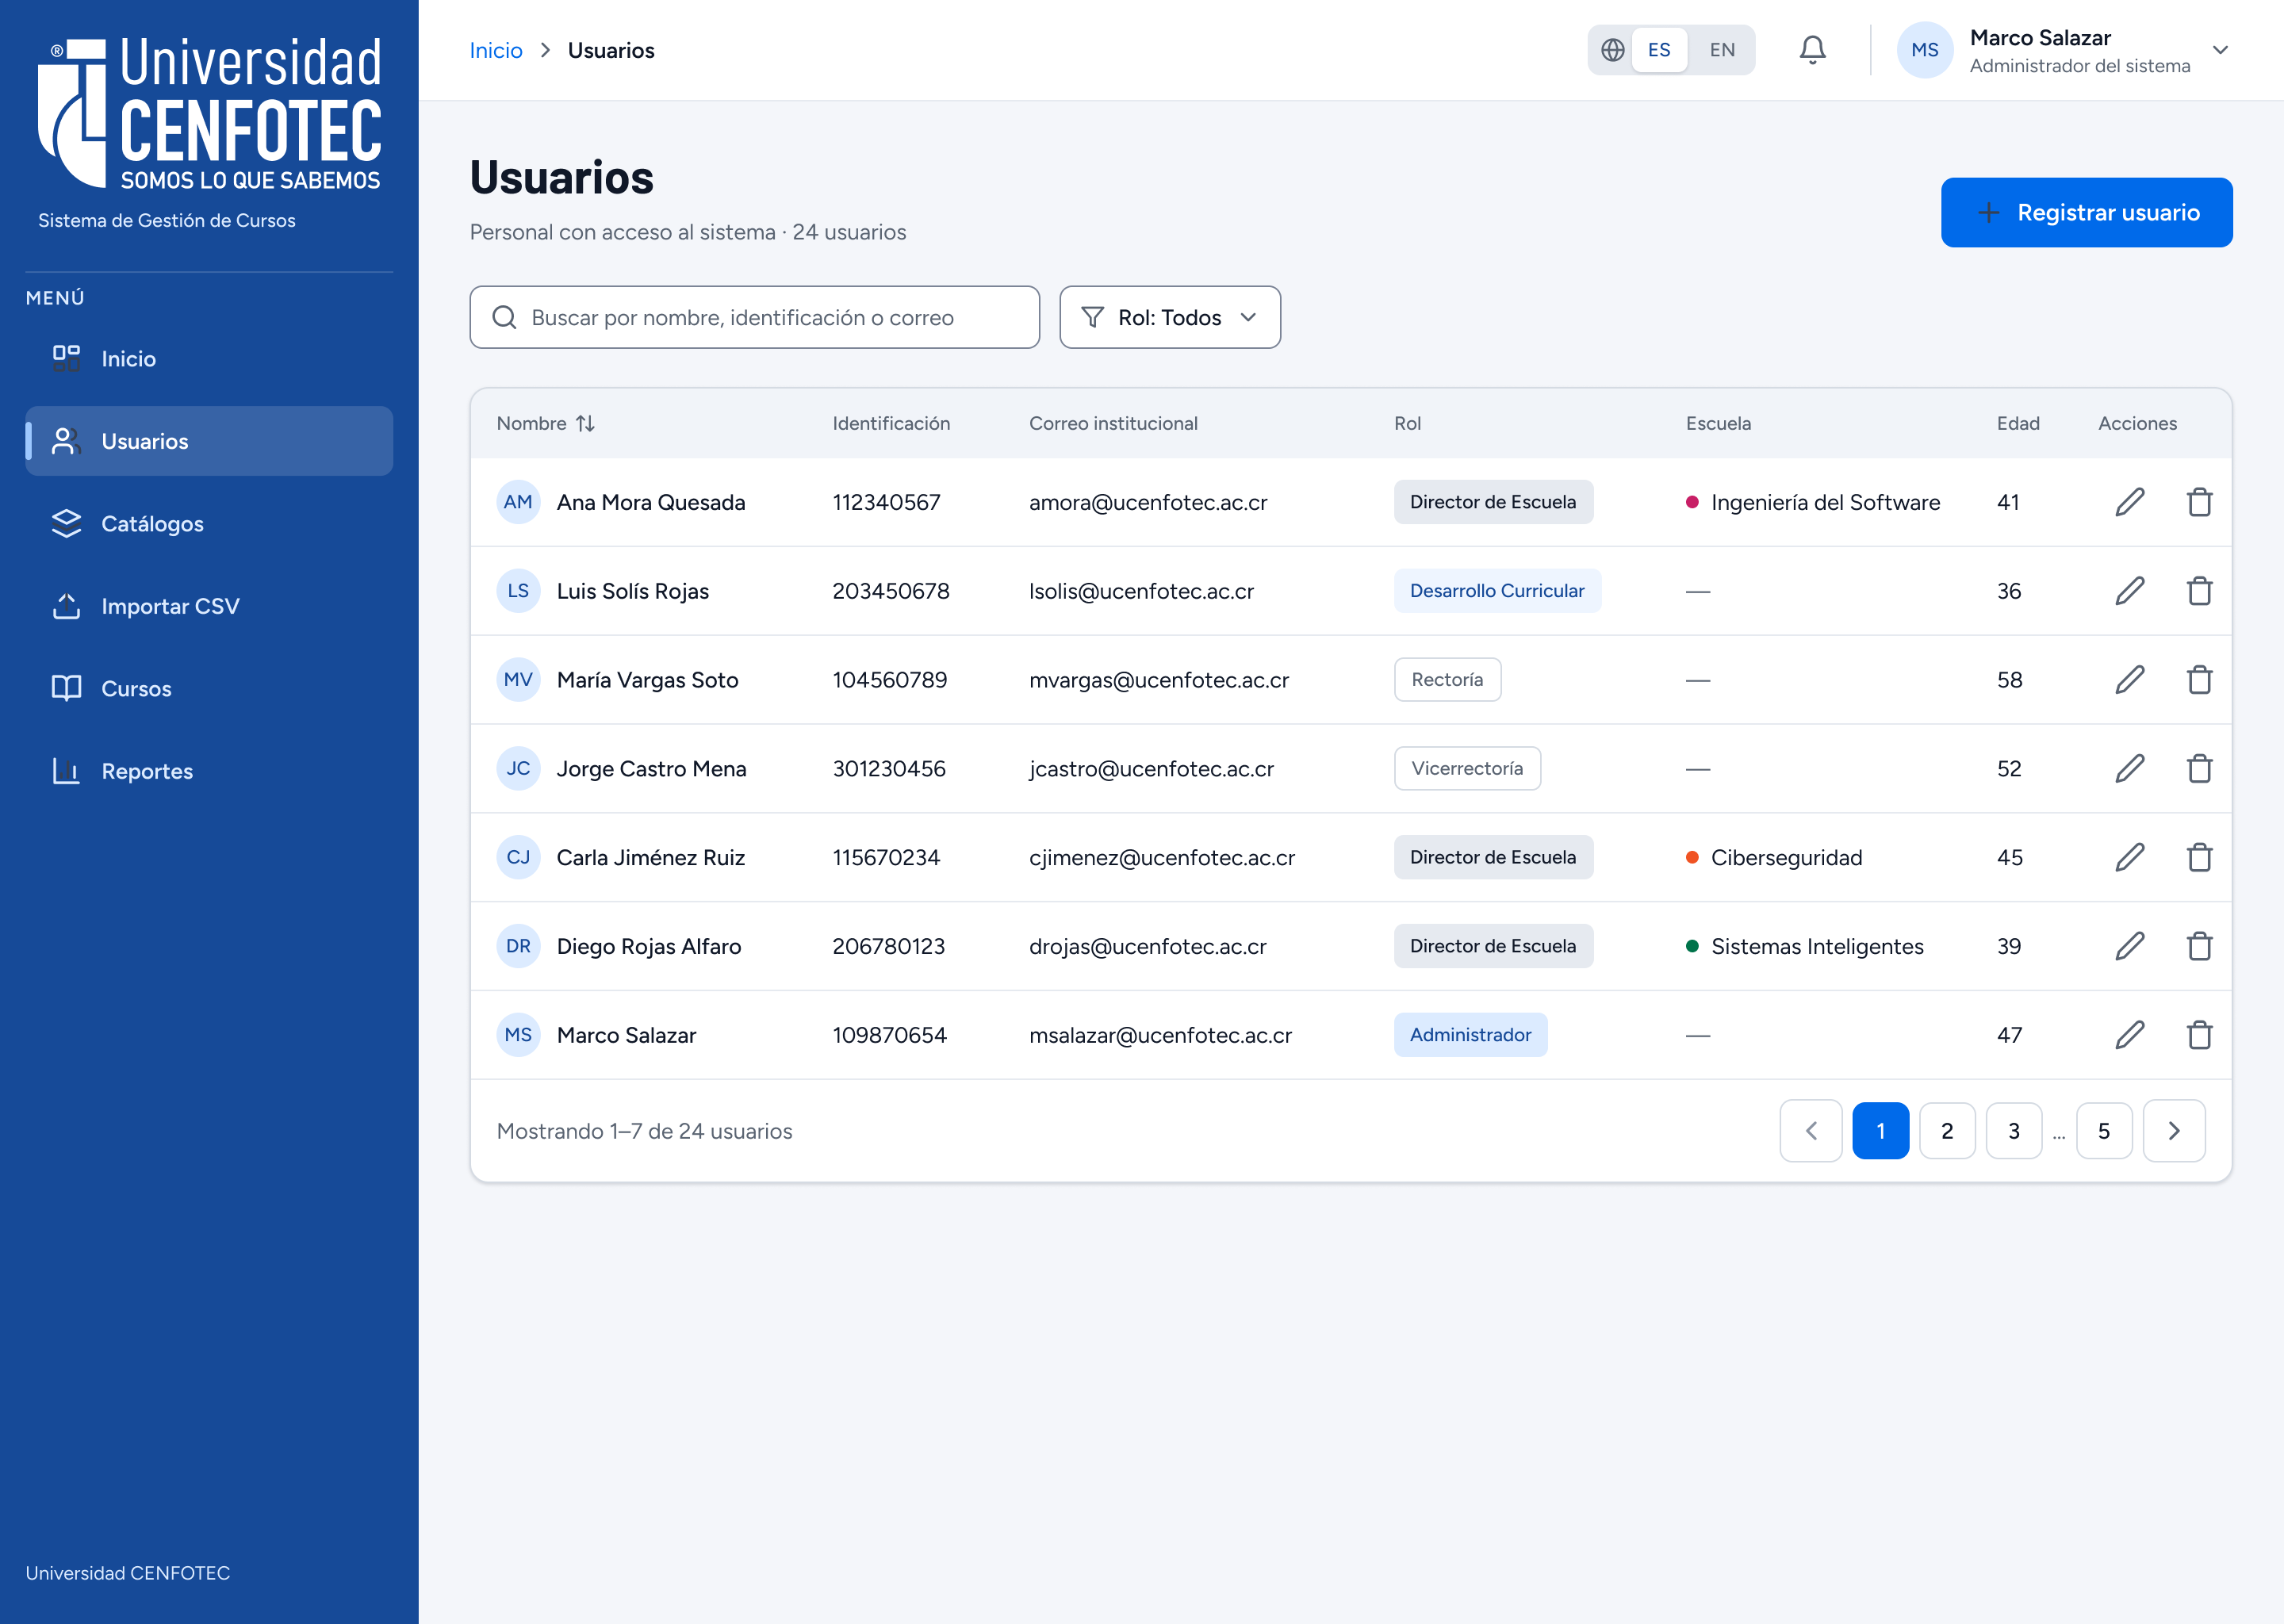 ® Universidad
CENFOTEC
SOMOS LO QUE SABEMOS
Sistema de Gestión de Cursos
MENÚ
Inicio
Usuarios
Catálogos
Importar CSV
Cursos
Reportes
Universidad CENFOTEC
Inicio > Usuarios
ES EN
MS
Marco Salazar
Administrador del sistema
Usuarios
Personal con acceso al sistema · 24 usuarios
Registrar usuario
Buscar por nombre, identificación o correo
Rol: Todos
Nombre Identificación Correo institucional Rol Escuela Edad Acciones
AM Ana Mora Quesada 112340567 amora@ucenfotec.ac.cr Director de Escuela Ingeniería del Software 41
LS Luis Solís Rojas 203450678 lsolis@ucenfotec.ac.cr Desarrollo Curricular — 36
MV María Vargas Soto 104560789 mvargas@ucenfotec.ac.cr Rectoría — 58
JC Jorge Castro Mena 301230456 jcastro@ucenfotec.ac.cr Vicerrectoría — 52
CJ Carla Jiménez Ruiz 115670234 cjimenez@ucenfotec.ac.cr Director de Escuela Ciberseguridad 45
DR Diego Rojas Alfaro 206780123 drojas@ucenfotec.ac.cr Director de Escuela Sistemas Inteligentes 39
MS Marco Salazar 109870654 msalazar@ucenfotec.ac.cr Administrador — 47
Mostrando 1–7 de 24 usuarios
1 2 3 ... 5